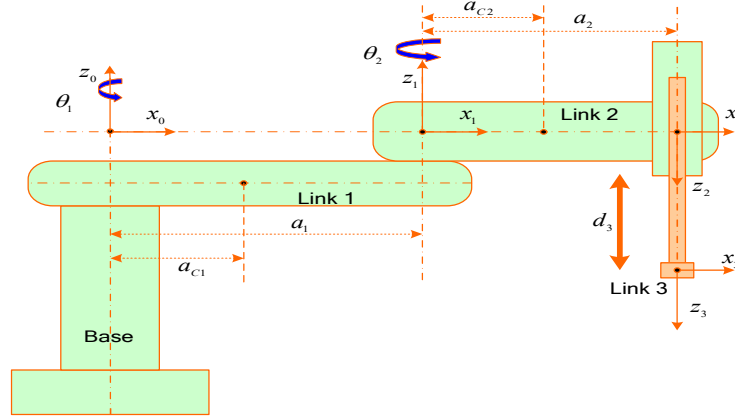 a_{C2}
a_2
θ_2
z_0
θ_1
x_0
z_1
x_1
Link 2
x
z_2
Link 1
d_3
a_1
a_{C1}
x
Link 3
z_3
Base